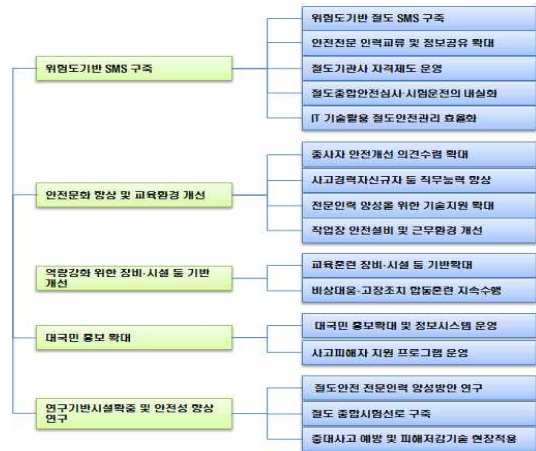 위험도기반 SMS 구축
위험도기반 철도 SMS 구축
안전전문 인력교류 및 정보공유 확대
철도기관사 자격제도 운영
철도종합안전심사·시험운전의 내실화
IT 기술활용 철도안전관리 효율화
안전문화 향상 및 교육환경 개선
종사자 안전개선 의견수렴 확대
사고경력자신규자 등 직무능력 향상
전문인력 양성을 위한 기술지원 확대
작업장 안전설비 및 근무환경 개선
역량강화 위한 장비·시설 등 기반
개선
교육훈련 장비·시설 등 기반확대
비상대응·고장조치 합동훈련 지속수행
대국민 홍보 확대
대국민 홍보확대 및 정보시스템 운영
사고피해자 지원 프로그램 운영
연구기반시설확충 및 안전성 향상
연구
철도안전 전문인력 양성방안 연구
철도 종합시험선로 구축
중대사고 예방 및 피해저감기술 현장적용